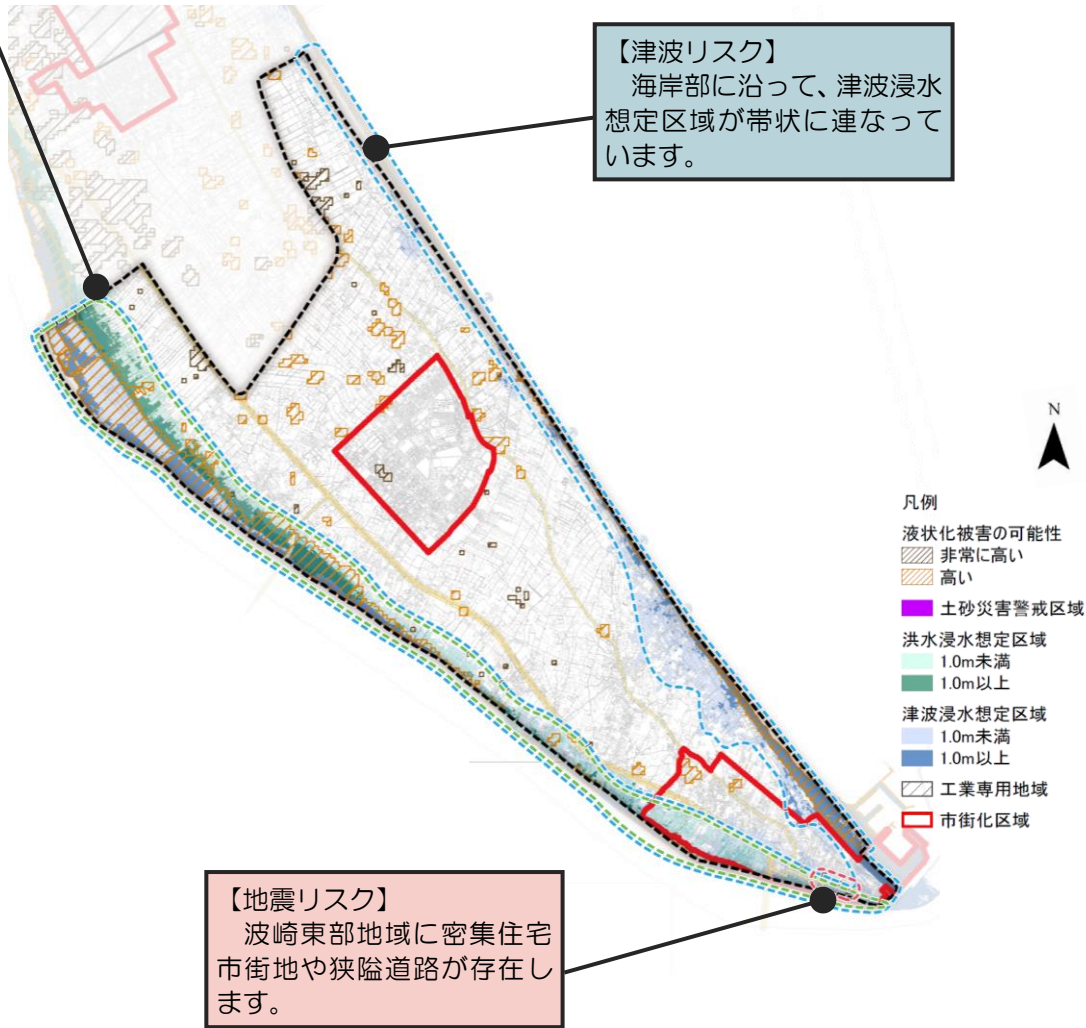 【津波リスク】
海岸部に沿って、津波浸水
想定区域が帯状に連なって
います。
N
凡例
液状化被害の可能性
非常に高い
高い
土砂災害警戒区域
洪水浸水想定区域
1.0m未満
1.0m以上
津波浸水想定区域
1.0m未満
1.0m以上
工業専用地域
市街化区域
【地震リスク】
波崎東部地域に密集住宅
市街地や狭隘道路が存在し
ます。